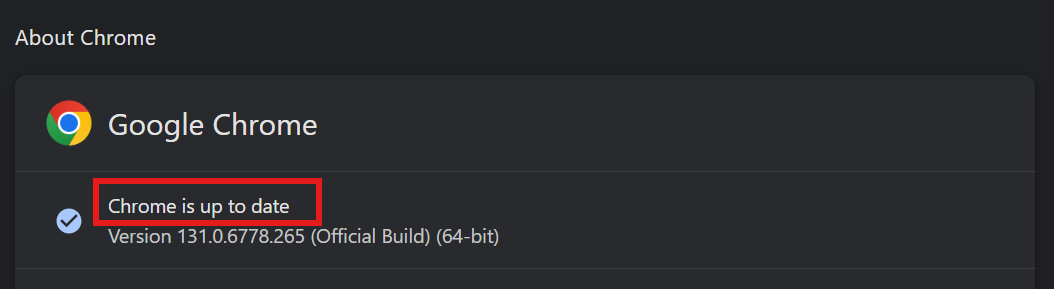 About Chrome
Google Chrome
Chrome is up to date
Version 131.0.6778.265 (Official Build) (64-bit)